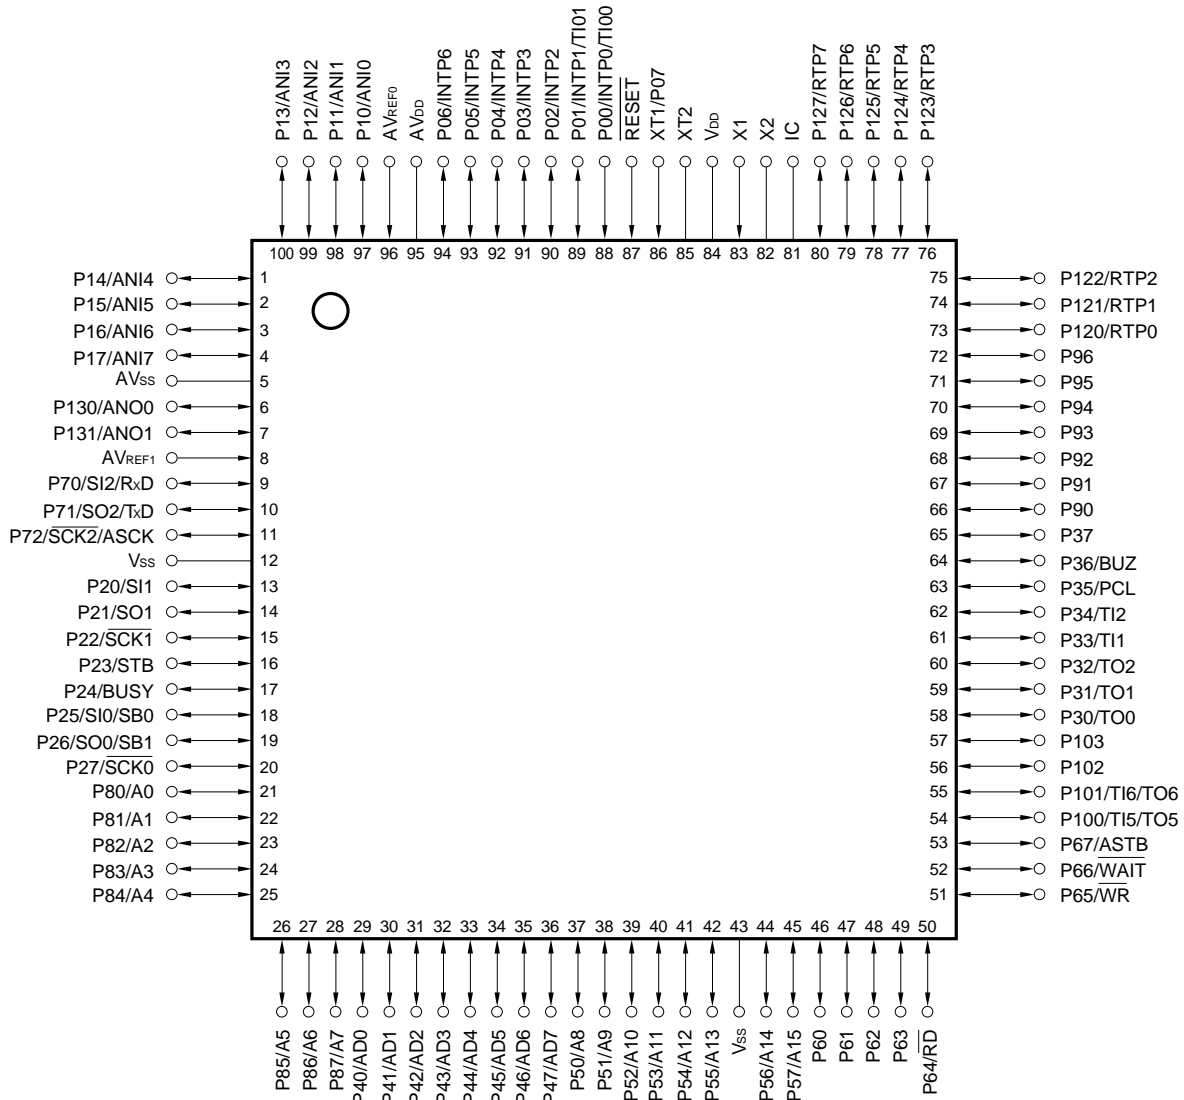 P13/ANI3
P12/ANI2
P11/ANI1
P10/ANI0
AVREF0
AVDD
P06/INTP6
P05/INTP5
P04/INTP4
P03/INTP3
P02/INTP2
P01/INTP1/TI01
P00/INTP0/TI00
RESET
XT1/P07
XT2
VDD
X1
X2
IC
P127/RTP7
P126/RTP6
P125/RTP5
P124/RTP4
P123/RTP3
100 99 98 97 96 95 94 93 92 91 90 89 88 87 86 85 84 83 82 81 80 79 78 77 76
P14/ANI4 1 75 P122/RTP2
P15/ANI5 2 74 P121/RTP1
P16/ANI6 3 73 P120/RTP0
P17/ANI7 4 72 P96
AVSS 5 71 P95
P130/ANO0 6 70 P94
P131/ANO1 7 69 P93
AVREF1 8 68 P92
P70/SI2/RxD 9 67 P91
P71/SO2/TxD 10 66 P90
P72/SCK2/ASCK 11 65 P37
VSS 12 64 P36/BUZ
P20/SI1 13 63 P35/PCL
P21/SO1 14 62 P34/TI2
P22/SCK1 15 61 P33/TI1
P23/STB 16 60 P32/TO2
P24/BUSY 17 59 P31/TO1
P25/SI0/SB0 18 58 P30/TO0
P26/SO0/SB1 19 57 P103
P27/SCK0 20 56 P102
P80/A0 21 55 P101/TI6/TO6
P81/A1 22 54 P100/TI5/TO5
P82/A2 23 53 P67/ASTB
P83/A3 24 52 P66/WAIT
P84/A4 25 51 P65/WR
26 27 28 29 30 31 32 33 34 35 36 37 38 39 40 41 42 43 44 45 46 47 48 49 50
P85/A5
P86/A6
P87/A7
P40/AD0
P41/AD1
P42/AD2
P43/AD3
P44/AD4
P45/AD5
P46/AD6
P47/AD7
P50/A8
P51/A9
P52/A10
P53/A11
P54/A12
P55/A13
VSS
P56/A14
P57/A15
P60
P61
P62
P63
P64/RD